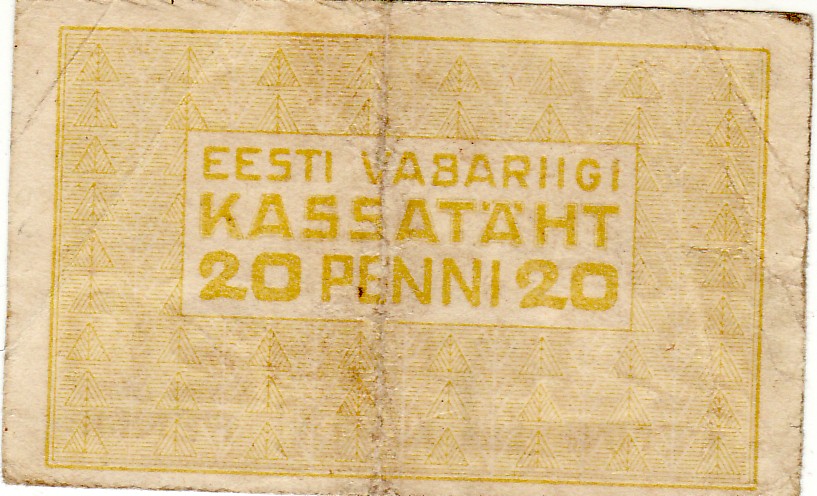 EESTI VABARIIGI
KASSATÄHT
20 PENNI 20